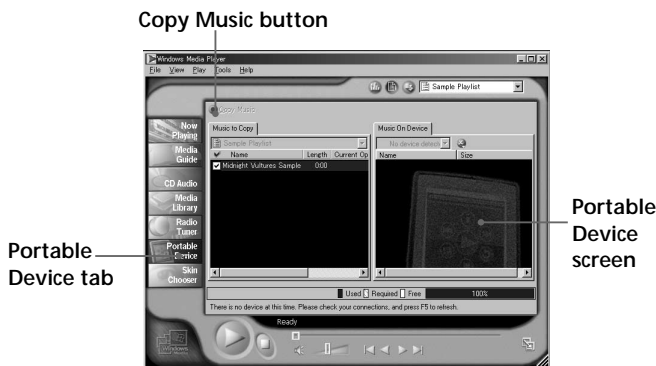 Copy Music button
Windows Media Player
File View Play Tools Help
Sample Playlist
Copy Music
Music to Copy
Music On Device
Sample Playlist
No device detect
Name Length Current Op
Name Size
Midnight Vultures Sample 0:00
Now Playing
Media Guide
CD Audio
Media Library
Radio Tuner
Portable Device
Skin Chooser
Portable Device tab
Portable Device screen
Used Required Free 100%
There is no device at this time. Please check your connections, and press F5 to refresh.
Ready